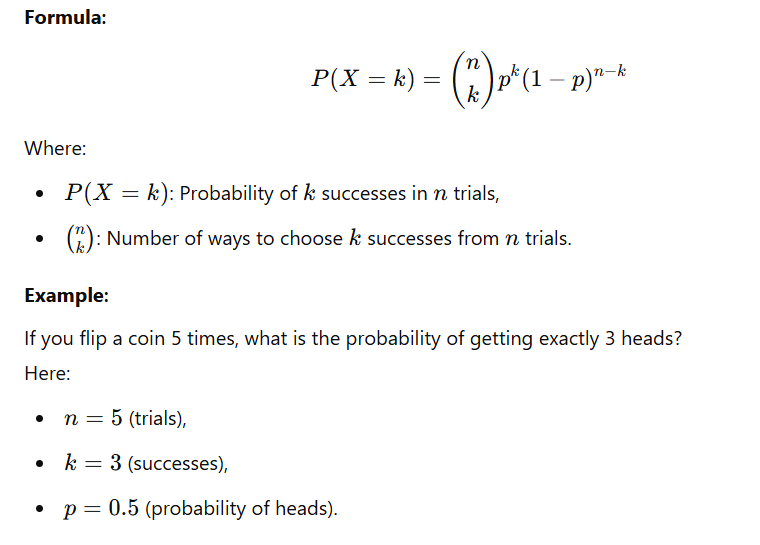 Formula:
P(X = k) = \binom{n}{k} p^k (1 − p)^{n−k}
Where:
• P(X = k): Probability of k successes in n trials,
• \binom{n}{k}: Number of ways to choose k successes from n trials.
Example:
If you flip a coin 5 times, what is the probability of getting exactly 3 heads?
Here:
• n = 5 (trials),
• k = 3 (successes),
• p = 0.5 (probability of heads).